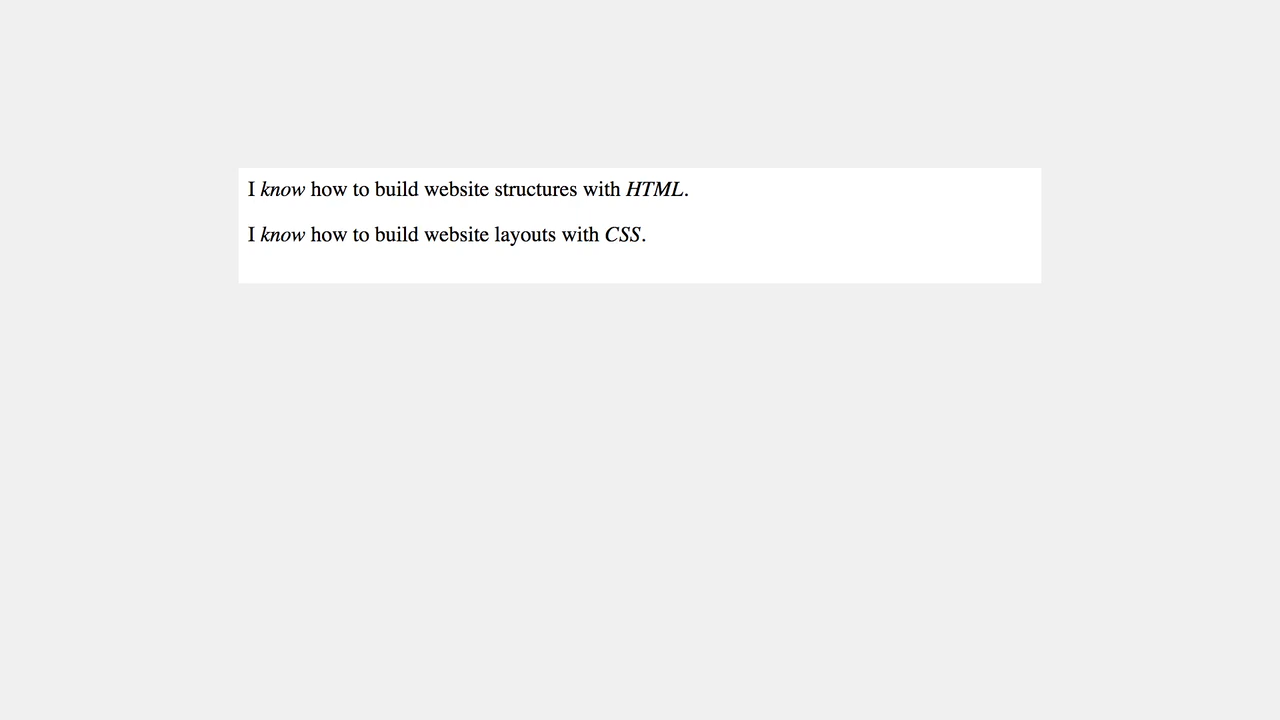 I know how to build website structures with HTML.
I know how to build website layouts with CSS.